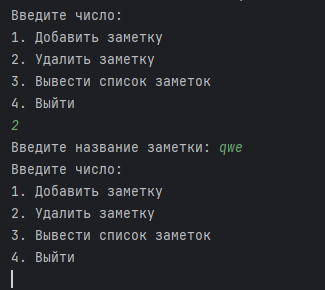 Введите число:
1. Добавить заметку
2. Удалить заметку
3. Вывести список заметок
4. Выйти
2
Введите название заметки: qwe
Введите число:
1. Добавить заметку
2. Удалить заметку
3. Вывести список заметок
4. Выйти